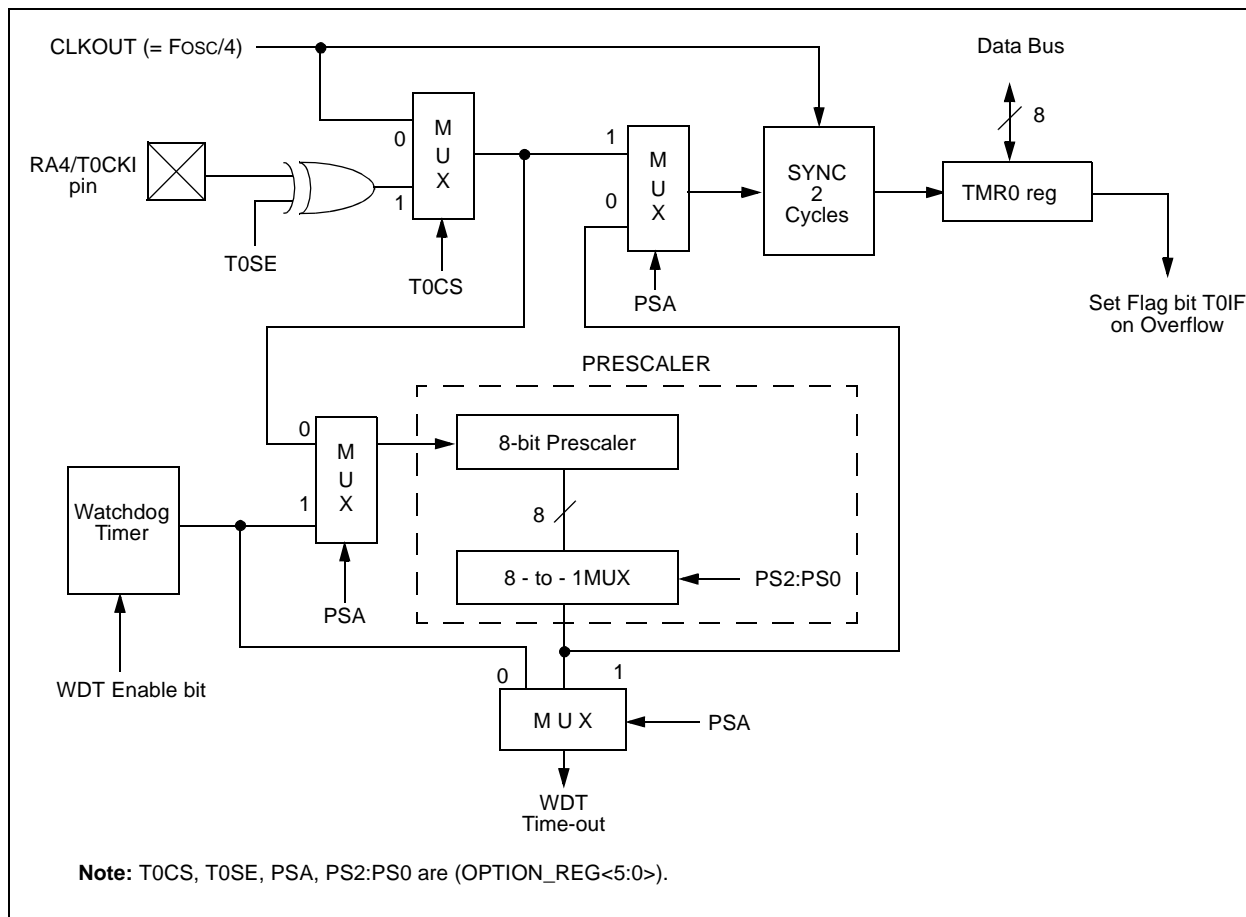 CLKOUT (= FOSC/4)
Data Bus
8
RA4/T0CKI
pin
0
1
M
U
X
T0SE
T0CS
1
0
M
U
X
PSA
SYNC
2
Cycles
TMR0 reg
Set Flag bit T0IF
on Overflow
PRESCALER
0
1
M
U
X
PSA
8-bit Prescaler
8
8 - to - 1MUX
PS2:PS0
Watchdog
Timer
WDT Enable bit
0
1
M U X
PSA
WDT
Time-out
Note: T0CS, T0SE, PSA, PS2:PS0 are (OPTION_REG<5:0>).